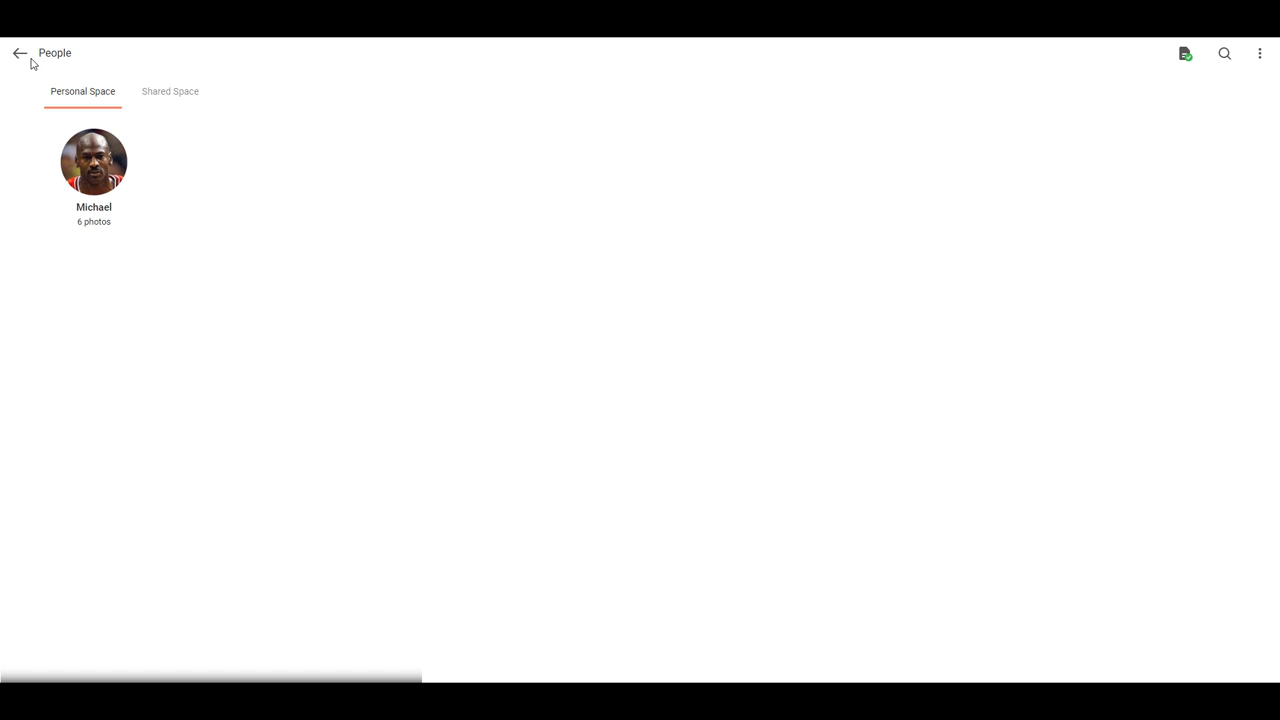 People
Personal Space
Shared Space
Michael
6 photos